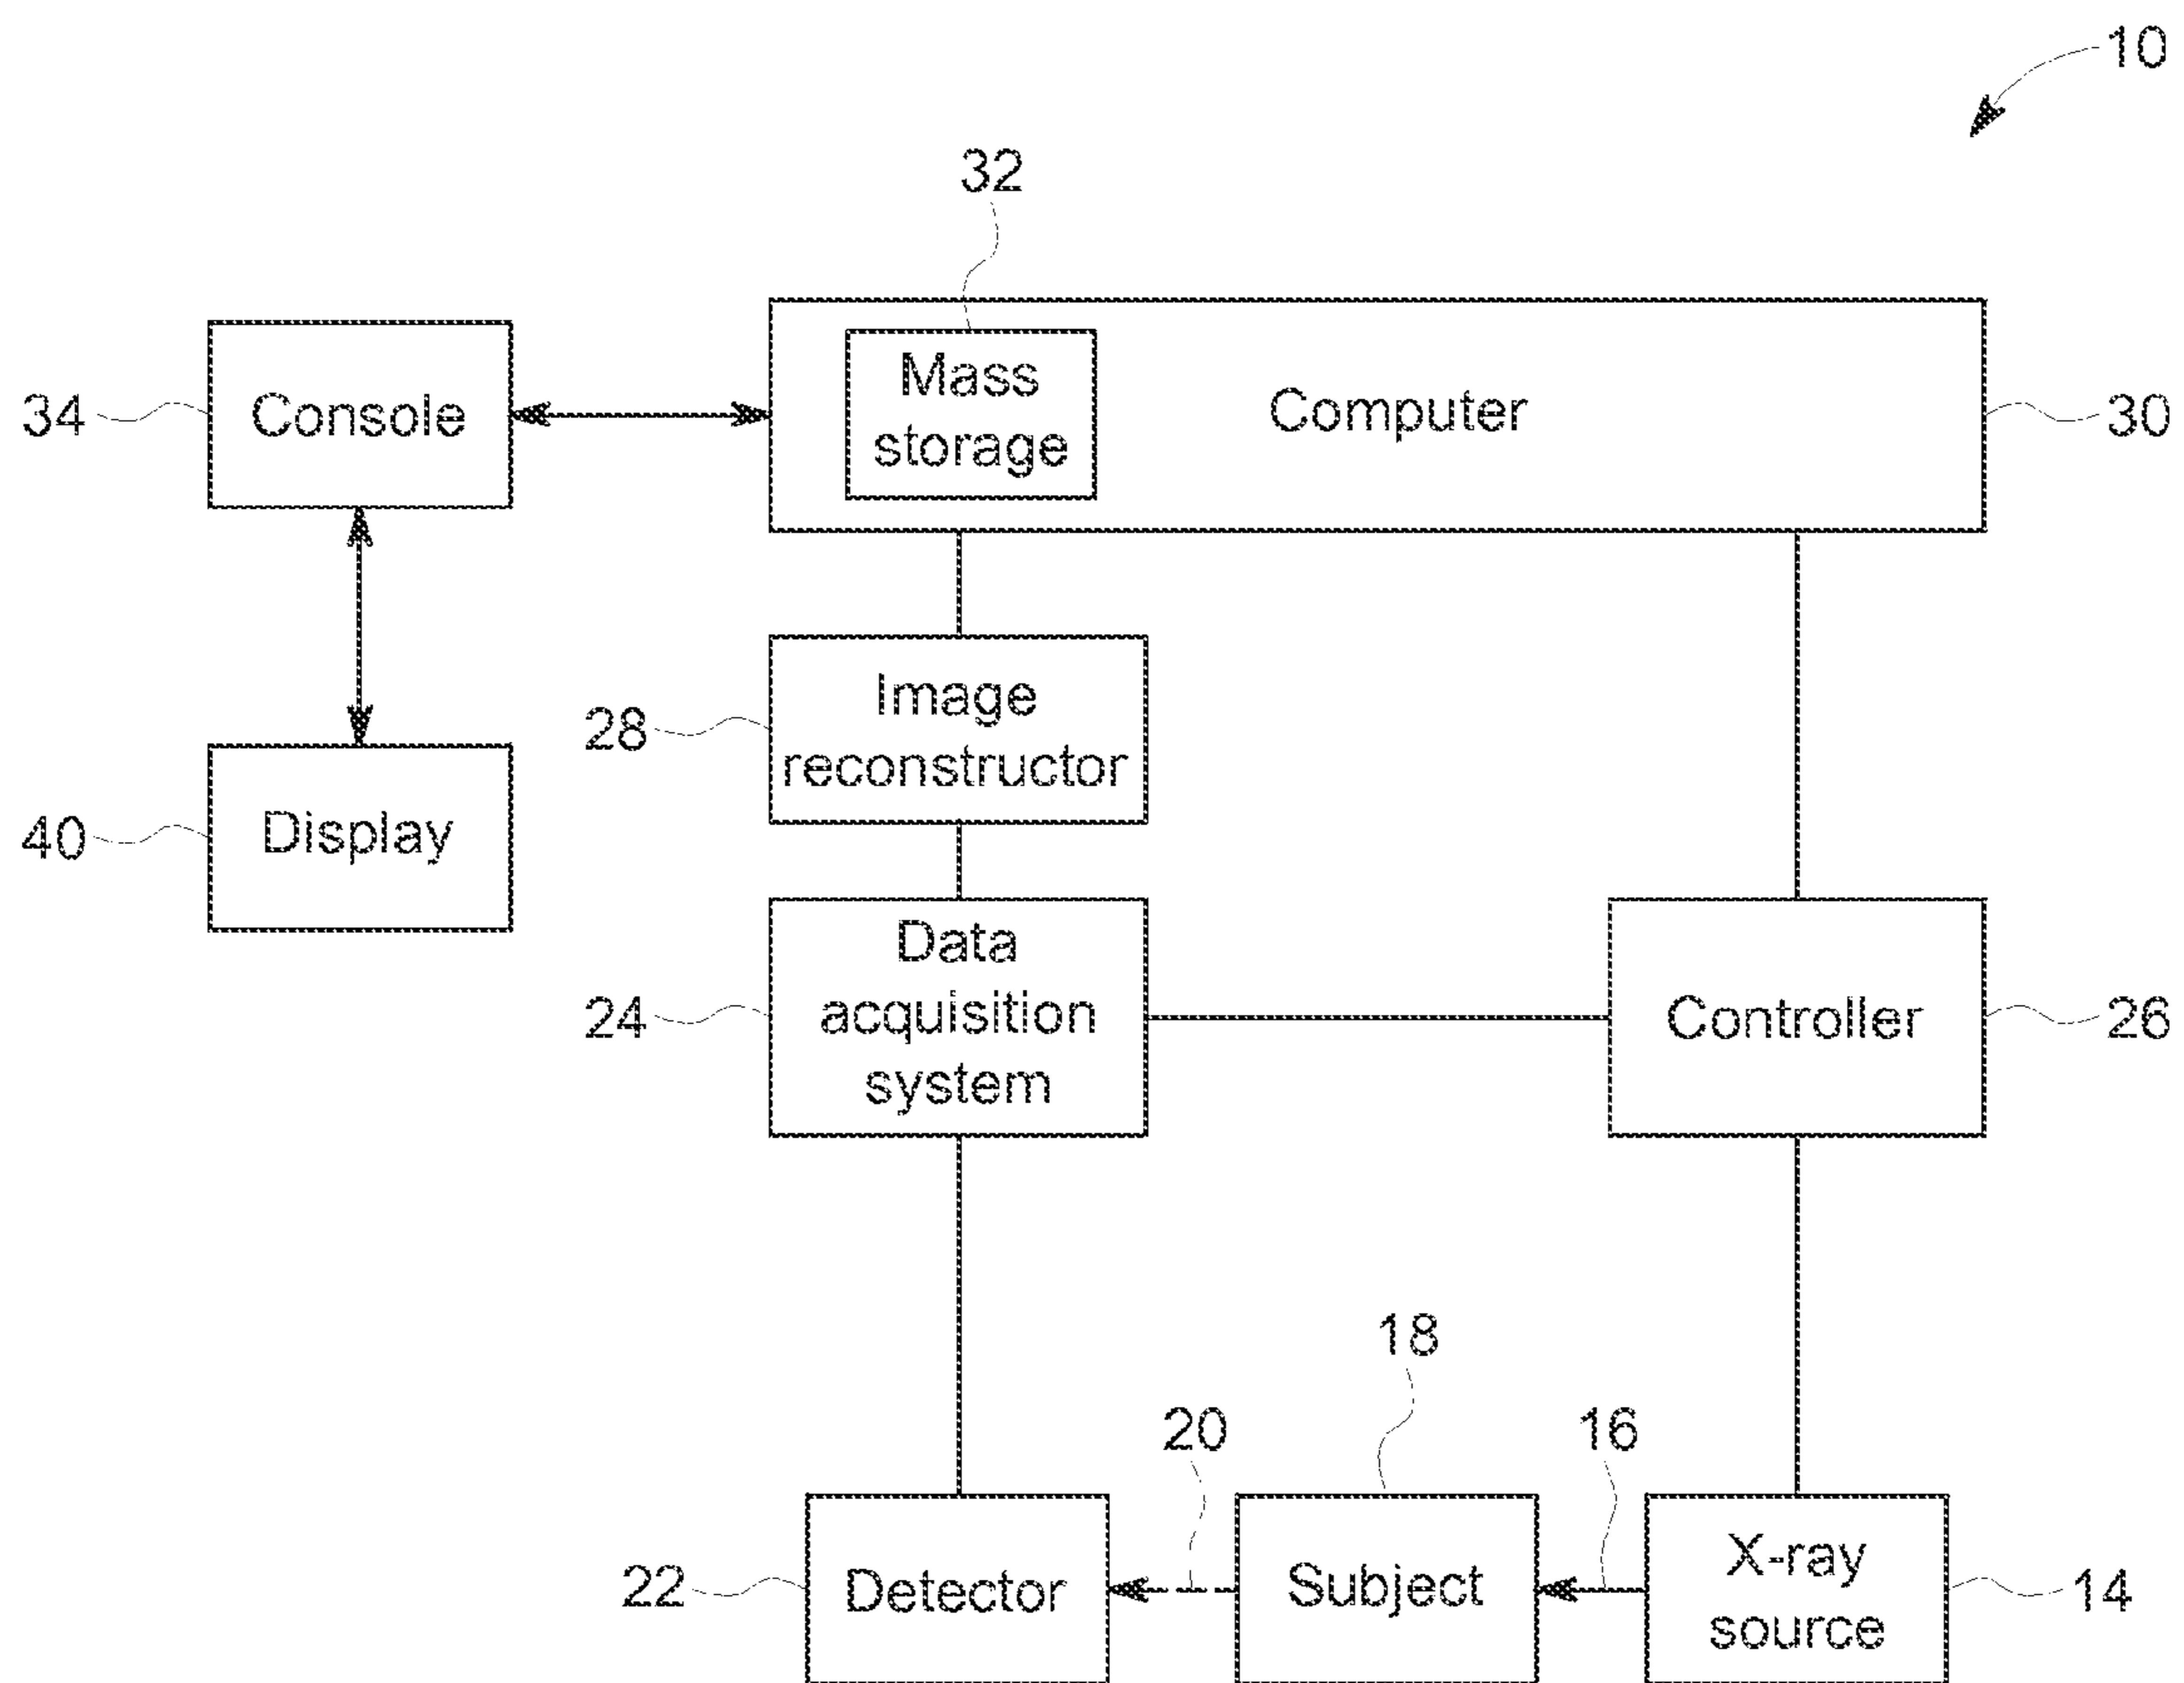 10
32
Mass
storage
Computer
30
34
Console
28
Image
reconstructor
40
Display
24
Data
acquisition
system
Controller
26
18
20
16
22
Detector
Subject
X-ray
source
14